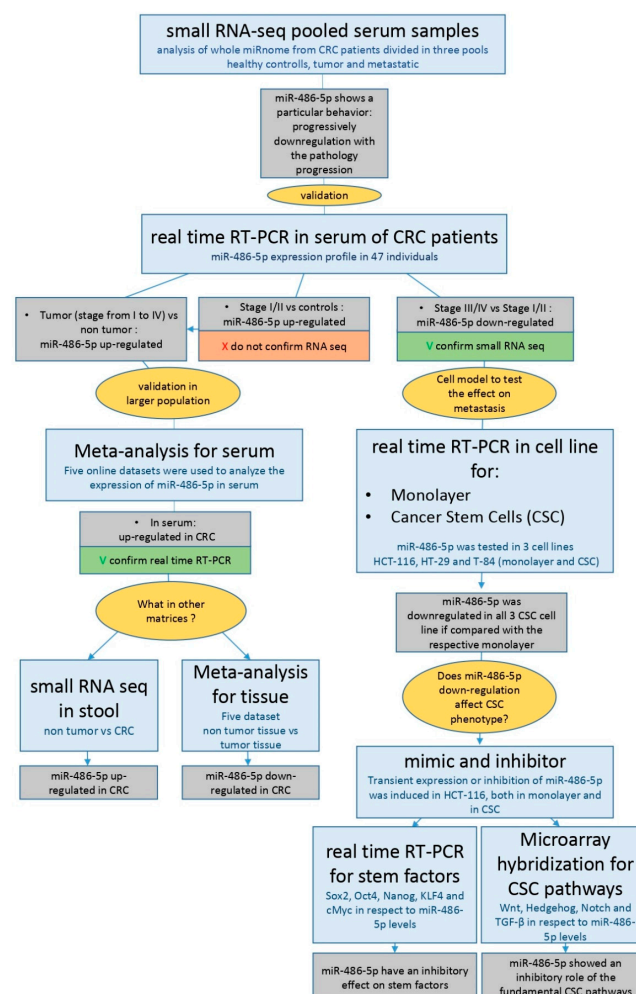 small RNA-seq pooled serum samples
analysis of whole miRnome from CRC patients divided in three pools
healthy controlls, tumor and metastatic
miR-486-5p shows a
particular behavior:
progressively
downregulation with
the pathology
progression
validation
real time RT-PCR in serum of CRC patients
miR-486-5p expression profile in 47 individuals
• Tumor (stage from I to IV) vs
non tumor :
miR-486-5p up-regulated
• Stage I/II vs controls :
miR-486-5p up-regulated
X do not confirm RNA seq
• Stage III/IV vs Stage I/II :
miR-486-5p down-regulated
V confirm small RNA seq
validation in
larger population
Cell model to test
the effect on
metastasis
Meta-analysis for serum
Five online datasets were used to analyze the
expression of miR-486-5p in serum
• In serum:
up-regulated in CRC
V confirm real time RT-PCR
What in other
matrices ?
small RNA seq
in stool
non tumor vs CRC
miR-486-5p up-
regulated in CRC
Meta-analysis
for tissue
Five dataset
non tumor tissue vs
tumor tissue
miR-486-5p down-
regulated in CRC
real time RT-PCR in cell line
for:
• Monolayer
• Cancer Stem Cells (CSC)
miR-486-5p was tested in 3 cell lines
HCT-116, HT-29 and T-84 (monolayer and CSC)
miR-486-5p was
downregulated in all 3 CSC cell
line if compared with the
respective monolayer
Does miR-486-5p
down-regulation
affect CSC
phenotype?
mimic and inhibitor
Transient expression or inhibition of miR-486-5p
was induced in HCT-116, both in monolayer and
in CSC
real time RT-PCR
for stem factors
Sox2, Oct4, Nanog, KLF4 and
cMyc in respect to miR-486-
5p levels
miR-486-5p have an inhibitory
effect on stem factors
Microarray
hybridization for
CSC pathways
Wnt, Hedgehog, Notch and
TGF-β in respect to miR-486-
5p levels
miR-486-5p showed an
inhibitory role of the
fundamental CSC pathways